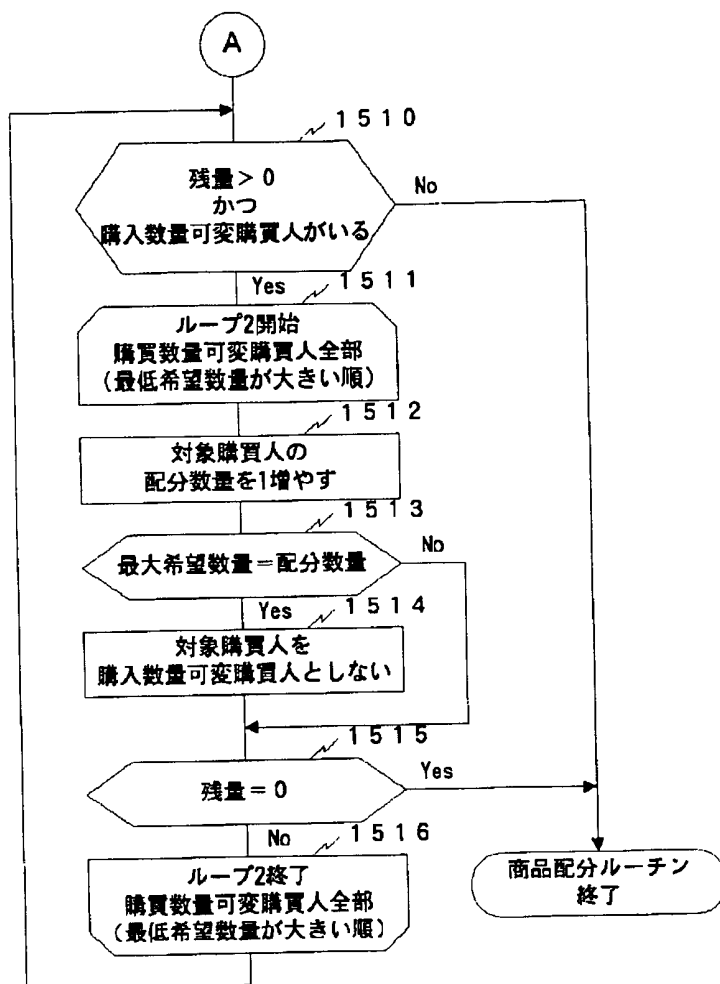 A
1510
残量>0
かつ
購入数量可変購買人がいる
No
Yes
1511
ループ2開始
購買数量可変購買人全部
(最低希望数量が大きい順)
1512
対象購買人の
配分数量を1増やす
1513
最大希望数量=配分数量
No
Yes
1514
対象購買人を
購入数量可変購買人としない
1515
残量=0
Yes
No
1516
ループ2終了
購買数量可変購買人全部
(最低希望数量が大きい順)
商品配分ルーチン
終了